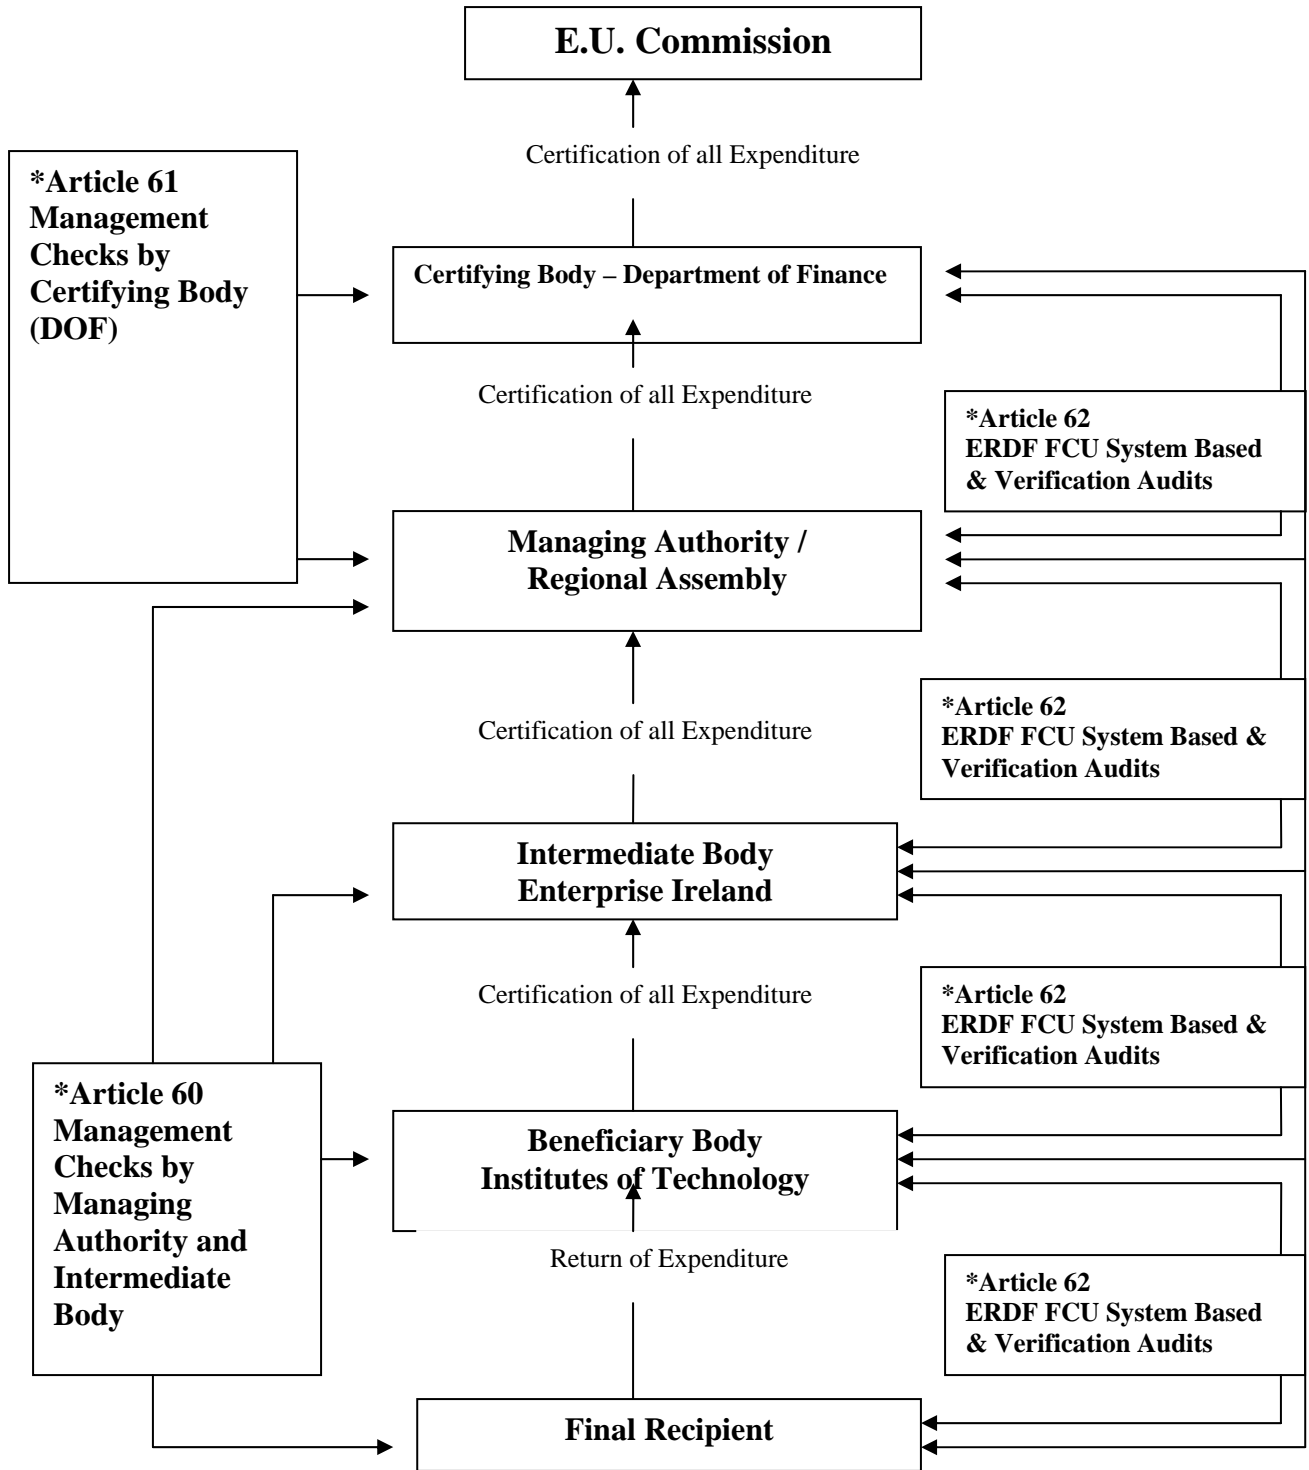 E.U. Commission
Certification of all Expenditure
*Article 61
Management
Checks by
Certifying Body
(DOF)
Certifying Body – Department of Finance
Certification of all Expenditure
*Article 62
ERDF FCU System Based
& Verification Audits
Managing Authority /
Regional Assembly
Certification of all Expenditure
*Article 62
ERDF FCU System Based &
Verification Audits
Intermediate Body
Enterprise Ireland
Certification of all Expenditure
*Article 62
ERDF FCU System Based &
Verification Audits
*Article 60
Management
Checks by
Managing
Authority and
Intermediate
Body
Beneficiary Body
Institutes of Technology
Return of Expenditure
*Article 62
ERDF FCU System Based
& Verification Audits
Final Recipient